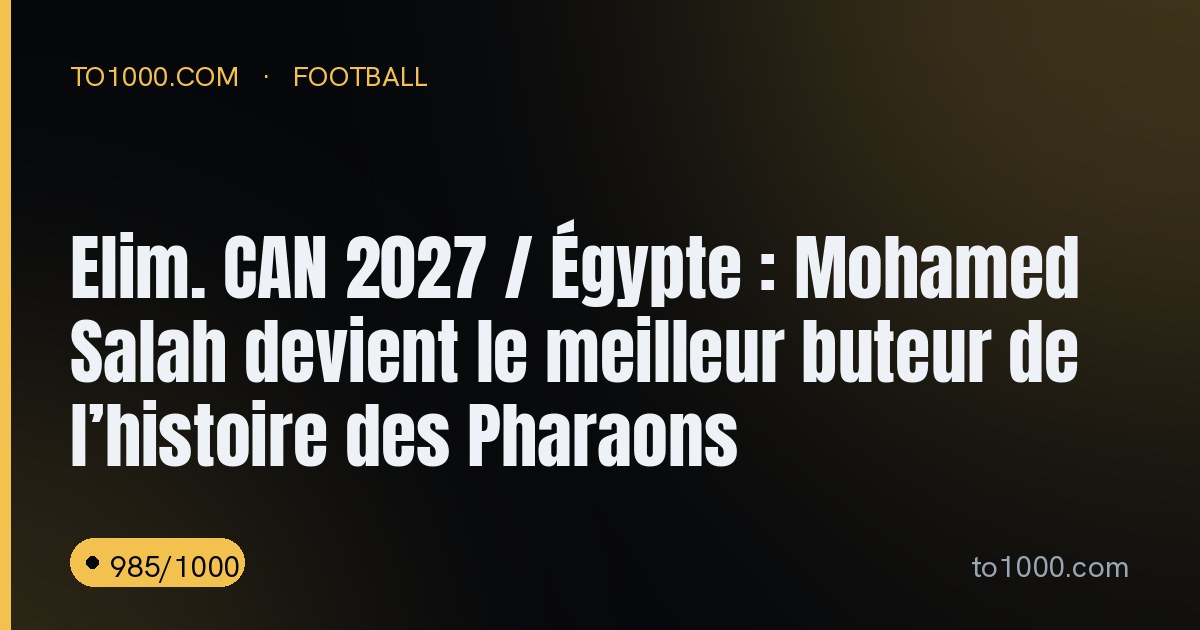 TO1000.COM · FOOTBALL
Elim. CAN 2027 / Égypte : Mohamed
Salah devient le meilleur buteur de
l’histoire des Pharaons
985/1000
to1000.com